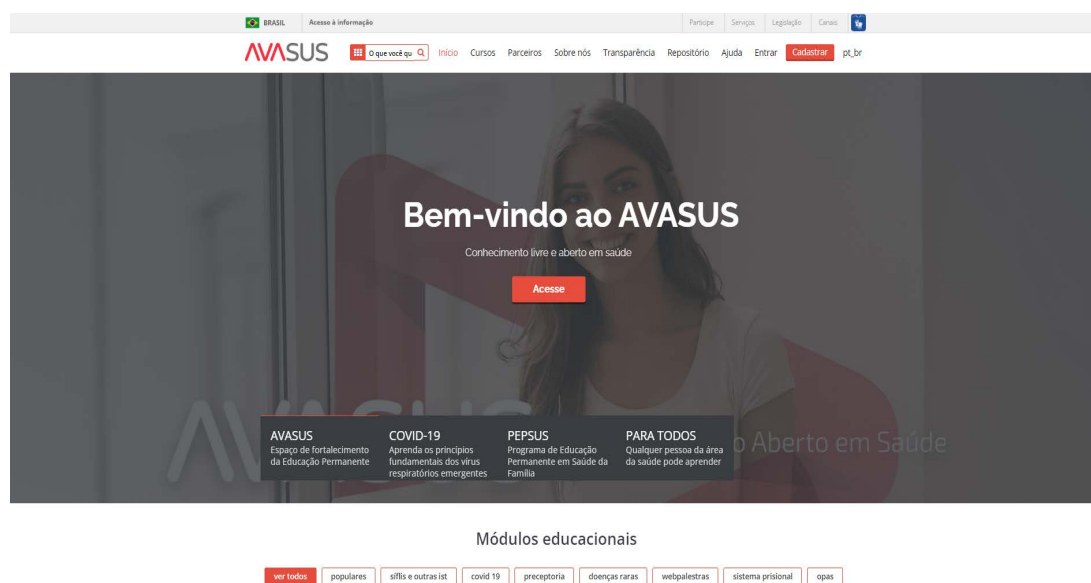 BRASIL Acesso à informação Participe Serviços Legislação Canais
AVASUS O que você qu Início Cursos Parceiros Sobre nós Transparência Repositório Ajuda Entrar Cadastrar pt_br
Bem-vindo ao AVASUS
Conhecimento livre e aberto em saúde
Acesse
AVASUS
o Aberto em Saúde
AVASUS
Espaço de fortalecimento
da Educação Permanente
COVID-19
Aprenda os princípios
fundamentais dos vírus
respiratórios emergentes
PEPSUS
Programa de Educação
Permanente em Saúde da
Família
PARA TODOS
Qualquer pessoa da área
da saúde pode aprender
Módulos educacionais
ver todos populares sífilis e outras ist covid 19 preceptoria doenças raras webpalestras sistema prisional opas